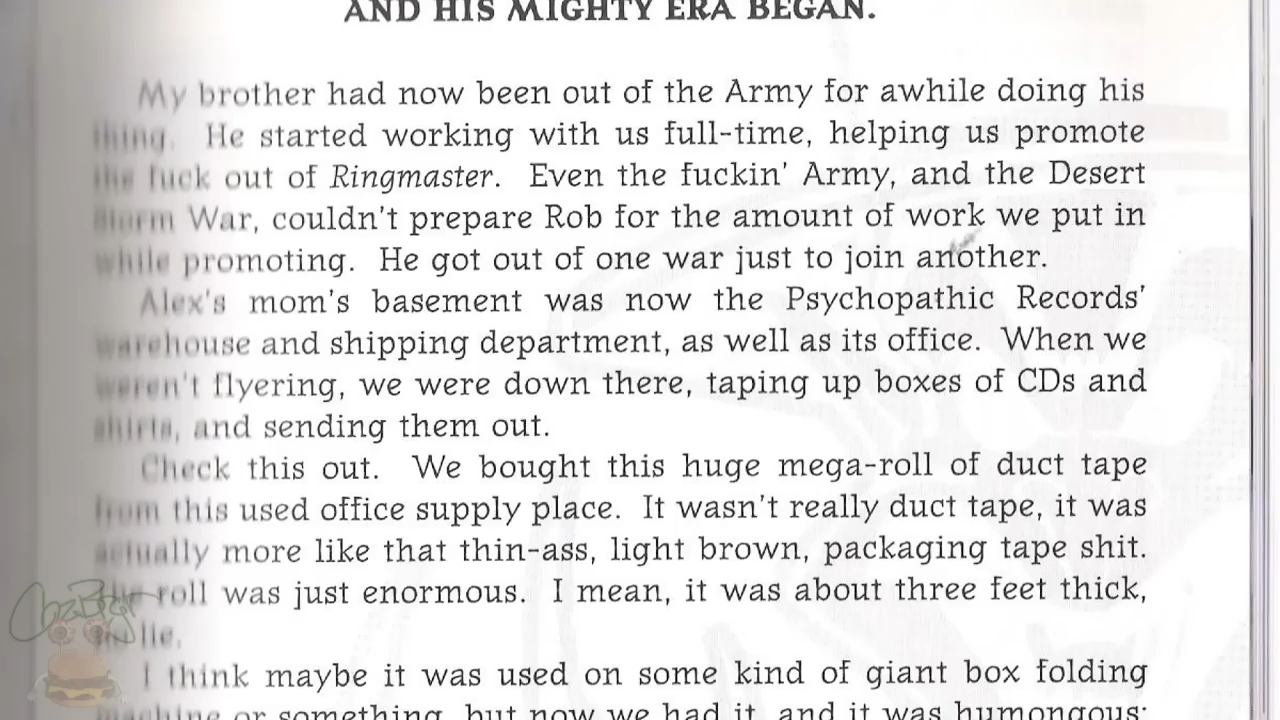 AND HIS MIGHTY ERA BEGAN.
My brother had now been out of the Army for awhile doing his
thing. He started working with us full-time, helping us promote
the fuck out of Ringmaster. Even the fuckin' Army, and the Desert
Storm War, couldn't prepare Rob for the amount of work we put in
while promoting. He got out of one war just to join another.
Alex's mom's basement was now the Psychopathic Records'
warehouse and shipping department, as well as its office. When we
weren't flyering, we were down there, taping up boxes of CDs and
shirts, and sending them out.
Check this out. We bought this huge mega-roll of duct tape
from this used office supply place. It wasn't really duct tape, it was
actually more like that thin-ass, light brown, packaging tape shit.
The roll was just enormous. I mean, it was about three feet thick,
no lie.
I think maybe it was used on some kind of giant box folding
machine or something, but now we had it, and it was humongous;